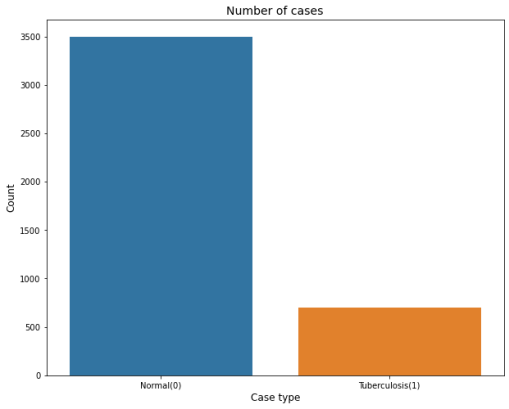 Number of cases
3500
3000
2500
2000
1500
1000
500
0
Count
Normal(0)
Tuberculosis(1)
Case type